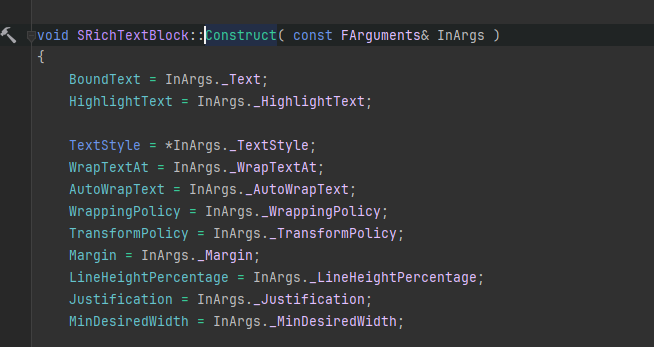 void SRichTextBlock::Construct( const FArguments& InArgs )
{
BoundText = InArgs._Text;
HighlightText = InArgs._HighlightText;
TextStyle = *InArgs._TextStyle;
WrapTextAt = InArgs._WrapTextAt;
AutoWrapText = InArgs._AutoWrapText;
WrappingPolicy = InArgs._WrappingPolicy;
TransformPolicy = InArgs._TransformPolicy;
Margin = InArgs._Margin;
LineHeightPercentage = InArgs._LineHeightPercentage;
Justification = InArgs._Justification;
MinDesiredWidth = InArgs._MinDesiredWidth;